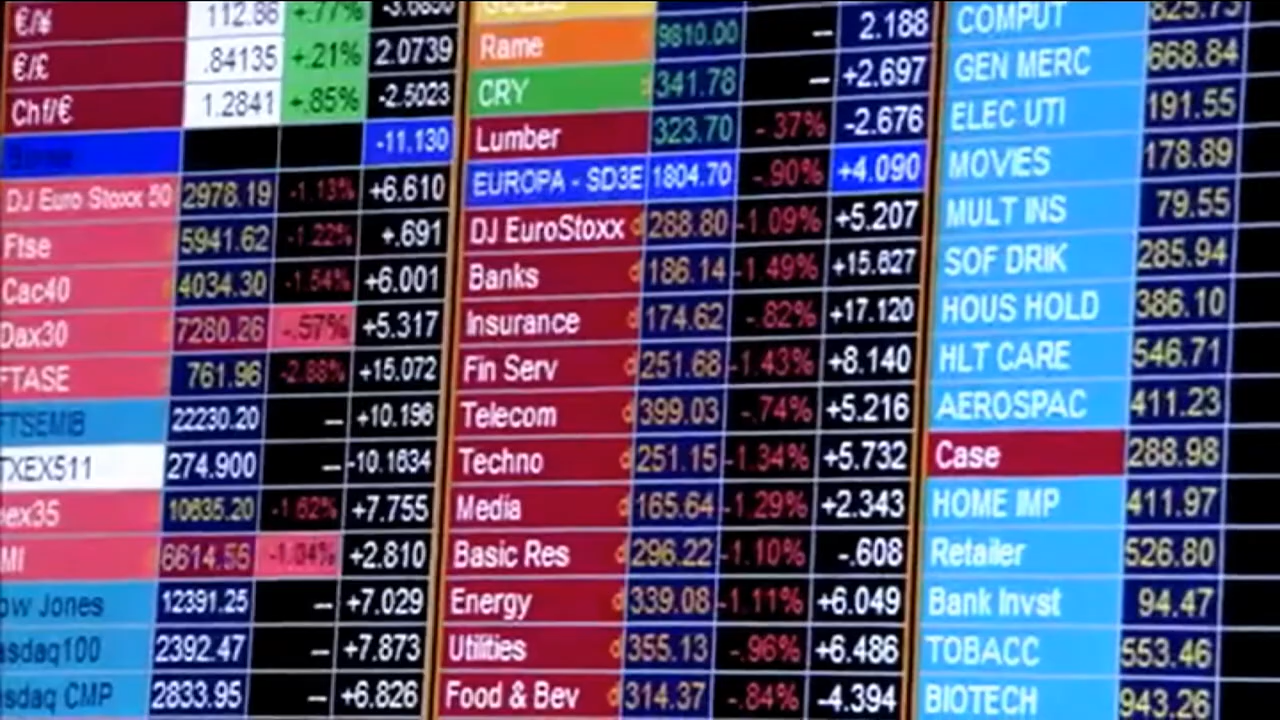 €/¥ 112.86 +.77% -3.6850
€/£ .84135 +.21% 2.0739
Chf/€ 1.2841 +.85% -2.5023
Borse -11.130
DJ Euro Stoxx 50 2978.19 -1.13% +6.610
Ftse 5941.62 -1.22% +.691
Cac40 4034.30 -1.54% +6.001
Dax30 7280.26 -.57% +5.317
FTASE 761.96 -2.88% +15.072
FTSEMIB 22230.20 – +10.196
TXEX511 274.900 – -10.1634
bex35 10635.20 -1.62% +7.755
MI 6614.55 -1.04% +2.810
ow Jones 12391.25 – +7.029
asdaq100 2392.47 – +7.873
sdaq CMP 2833.95 – +6.826
2.188
Rame 9810.00 – +2.697
CRY 341.78 – -2.676
Lumber 323.70 -.37%
EUROPA - SD3E 1804.70 -.90% +4.090
DJ EuroStoxx d 288.80 -1.09% +5.207
Banks d 186.14 -1.49% +15.627
Insurance d 174.62 -.82% +17.120
Fin Serv d 251.68 -1.43% +8.140
Telecom d 399.03 -.74% +5.216
Techno d 251.15 -1.34% +5.732
Media d 165.64 -1.29% +2.343
Basic Res d 296.22 -1.10% -.608
Energy d 339.08 -1.11% +6.049
Utilities d 355.13 -.96% +6.486
Food & Bev d 314.37 -.84% -4.394
COMPUT 825.73
GEN MERC 668.84
ELEC UTI 191.55
MOVIES 178.89
MULT INS 79.55
SOF DRIK 285.94
HOUS HOLD 386.10
HLT CARE 546.71
AEROSPAC 411.23
Case 288.98
HOME IMP 411.97
Retailer 526.80
Bank Invst 94.47
TOBACC 553.46
BIOTECH 943.26